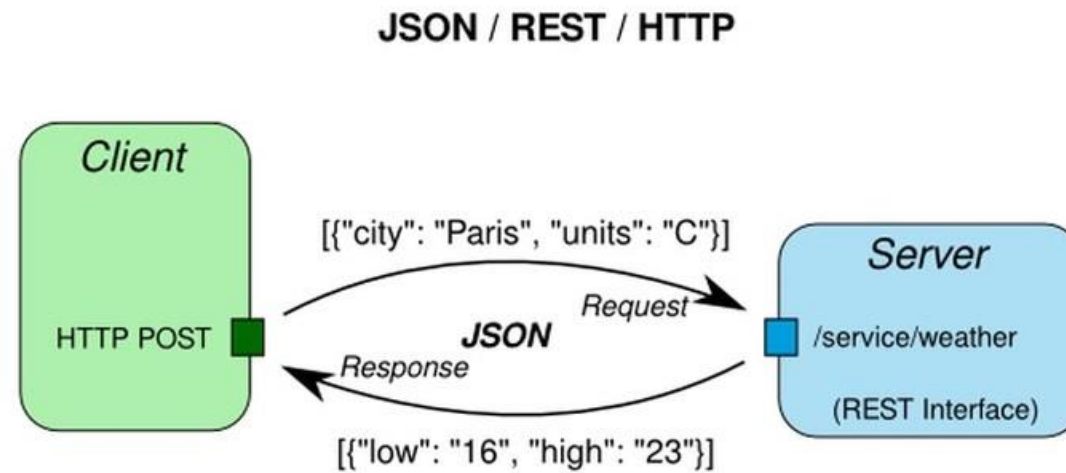 JSON / REST / HTTP
Client
[{"city": "Paris", "units": "C"}]
Server
Request
HTTP POST
JSON
/service/weather
Response
(REST Interface)
[{"low": "16", "high": "23"}]